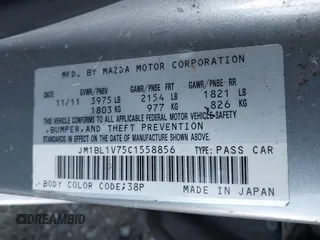 MFD. BY MAZDA MOTOR CORPORATION
GVWR/PNBV GAWR/PNBE FRT GAWR/PNBE RR
11/11 3975 LB 2154 LB 1821 LB
1803 KG 977 KG 826 KG
THIS VEHICLE CONFORMS TO ALL
APPLICABLE FEDERAL MOTOR VEHICLE-SAFETY
,BUMPER,AND THEFT PREVENTION
STANDARDS IN EFFECT ON THE DATE OF
MANUFACTURE SHOWN ABOVE.
JM1BL1V75C1558856 TYPE: PASS CAR
BODY COLOR CODE;38P MADE IN JAPAN
DREAMBID